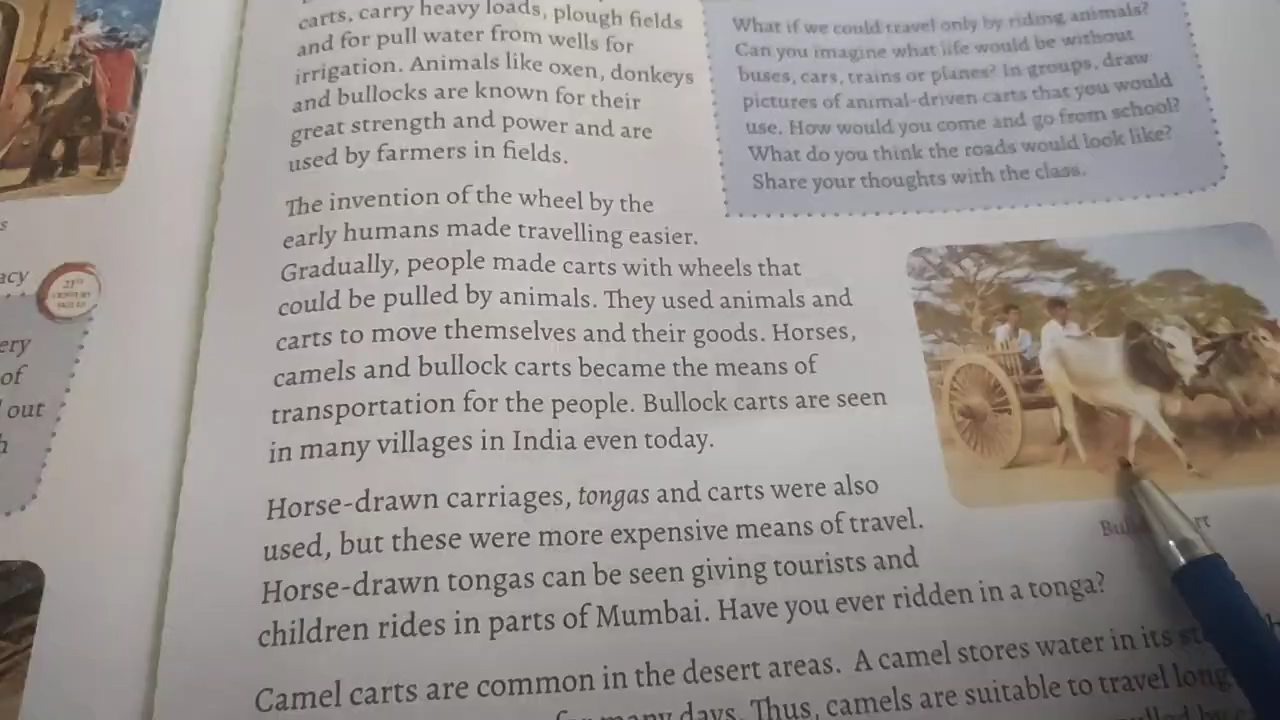 carts, carry heavy loads, plough fields
and for pull water from wells for
irrigation. Animals like oxen, donkeys
and bullocks are known for their
great strength and power and are
used by farmers in fields.
The invention of the wheel by the
early humans made travelling easier.
Gradually, people made carts with wheels that
could be pulled by animals. They used animals and
carts to move themselves and their goods. Horses,
camels and bullock carts became the means of
transportation for the people. Bullock carts are seen
in many villages in India even today.
Horse-drawn carriages, tongas and carts were also
used, but these were more expensive means of travel.
Horse-drawn tongas can be seen giving tourists and
children rides in parts of Mumbai. Have you ever ridden in a tonga?
Camel carts are common in the desert areas. A camel stores water in its
many days. Thus, camels are suitable to travel long
What if we could travel only by riding animals?
Can you imagine what life would be without
buses, cars, trains or planes? In groups, draw
pictures of animal-driven carts that you would
use. How would you come and go from school?
What do you think the roads would look like?
Share your thoughts with the class.
of
out